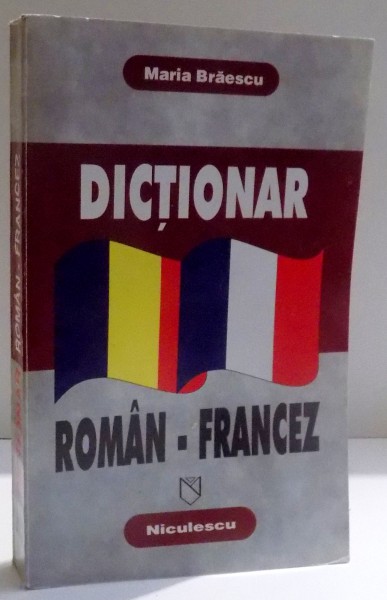 Maria Brăescu
DICȚIONAR
ROMÂN - FRANCEZ
Niculescu
ROMÂN - FRANCEZ